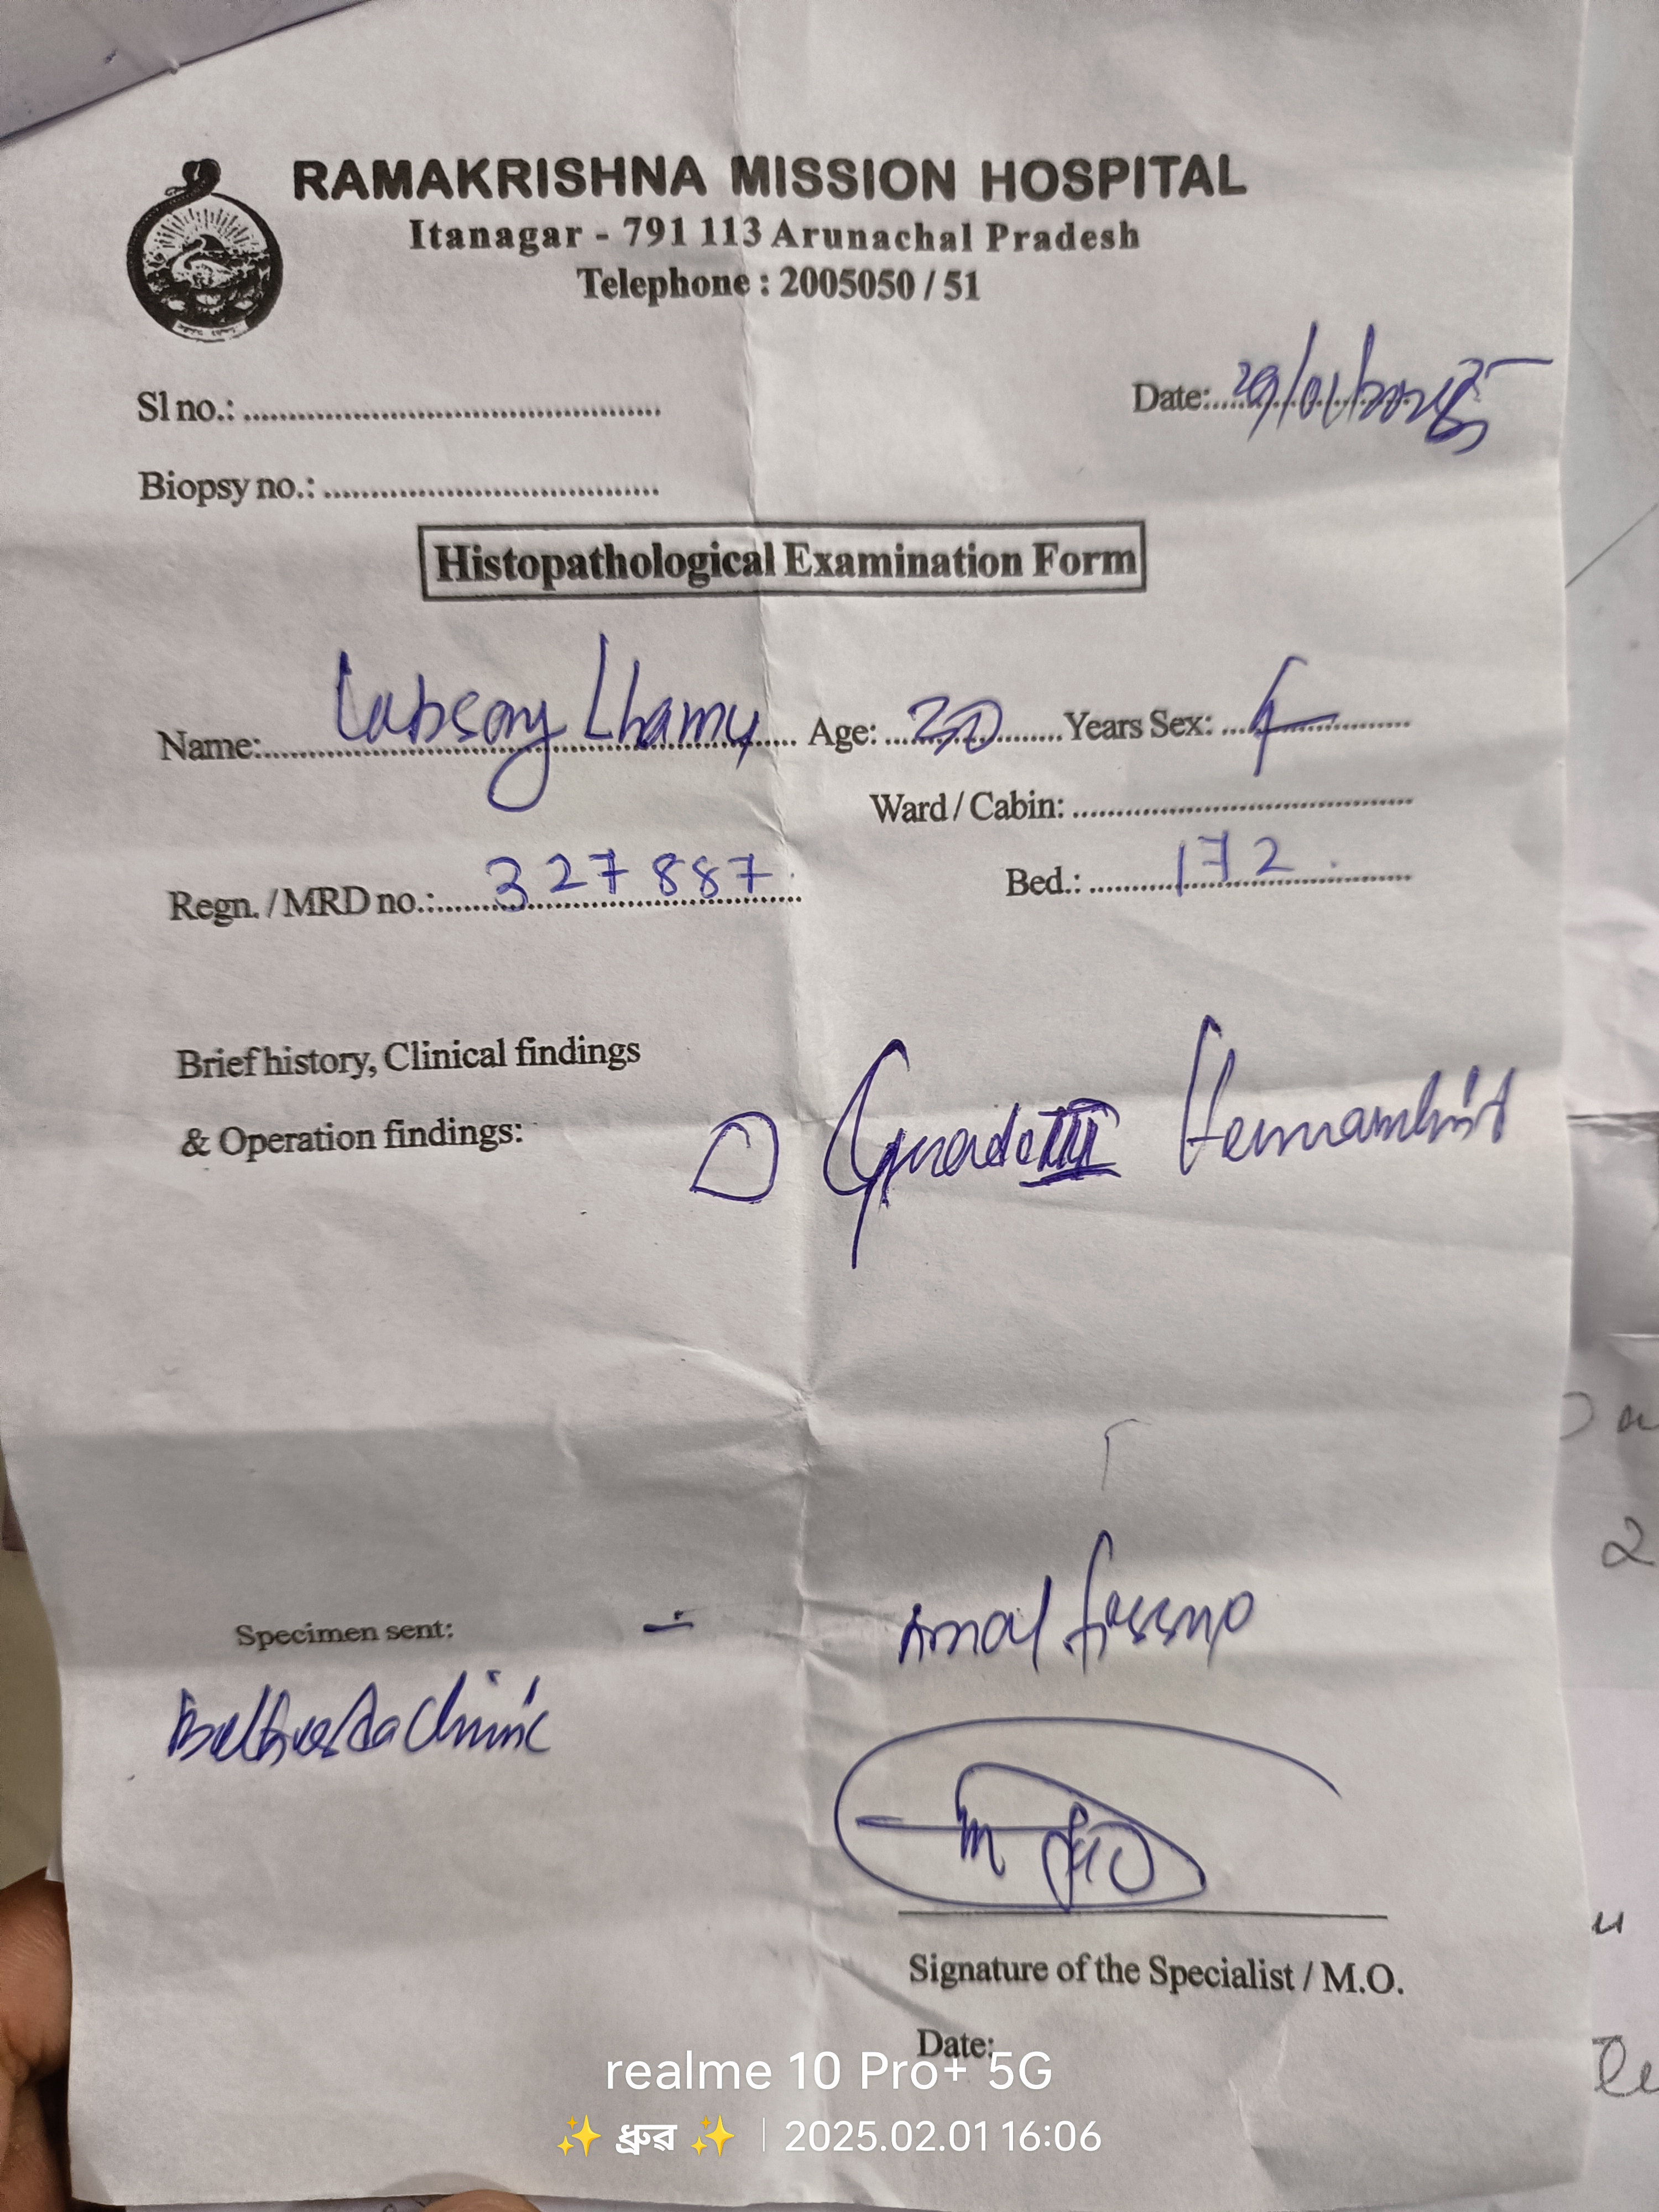 RAMAKRISHNA MISSION HOSPITAL
Itanagar - 791 113 Arunachal Pradesh
Telephone : 2005050 / 51
Sl no.: Date: 29/01/2025
Biopsy no.:
Histopathological Examination Form
Name: Lhamu Age: 30 Years Sex: F
Ward / Cabin:
Regn. / MRD no.: 327887 Bed.: 172
Brief history, Clinical findings
& Operation findings: Grade III
Specimen sent: -
Signature of the Specialist / M.O.
Date:
realme 10 Pro+ 5G
✨ ধ্রুৱ ✨ | 2025.02.01 16:06